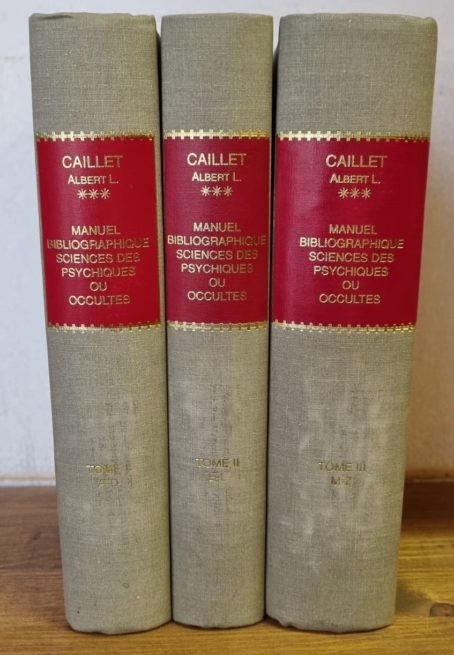 CAILLET
ALBERT L.
***
MANUEL
BIBLIOGRAPHIQUE
SCIENCES DES
PSYCHIQUES
OU
OCCULTES
TOME
A-D
CAILLET
ALBERT L.
***
MANUEL
BIBLIOGRAPHIQUE
SCIENCES DES
PSYCHIQUES
OU
OCCULTES
TOME II
E-L
CAILLET
ALBERT L.
***
MANUEL
BIBLIOGRAPHIQUE
SCIENCES DES
PSYCHIQUES
OU
OCCULTES
TOME III
M-Z